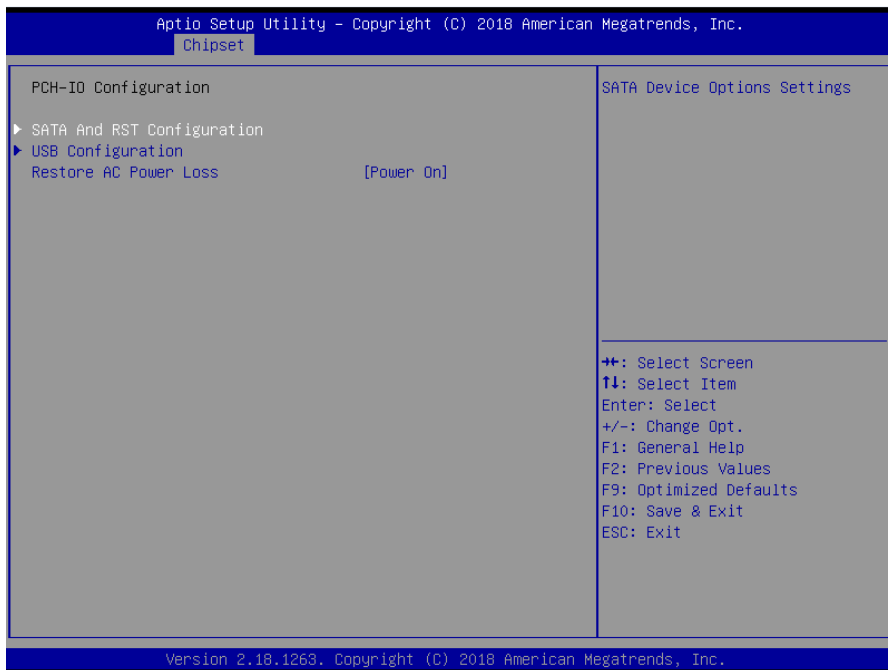 Aptio Setup Utility – Copyright (C) 2018 American Megatrends, Inc.
Chipset
PCH-IO Configuration
SATA And RST Configuration
USB Configuration
Restore AC Power Loss [Power On]
SATA Device Options Settings
→←: Select Screen
↑↓: Select Item
Enter: Select
+/-: Change Opt.
F1: General Help
F2: Previous Values
F9: Optimized Defaults
F10: Save & Exit
ESC: Exit
Version 2.18.1263. Copyright (C) 2018 American Megatrends, Inc.